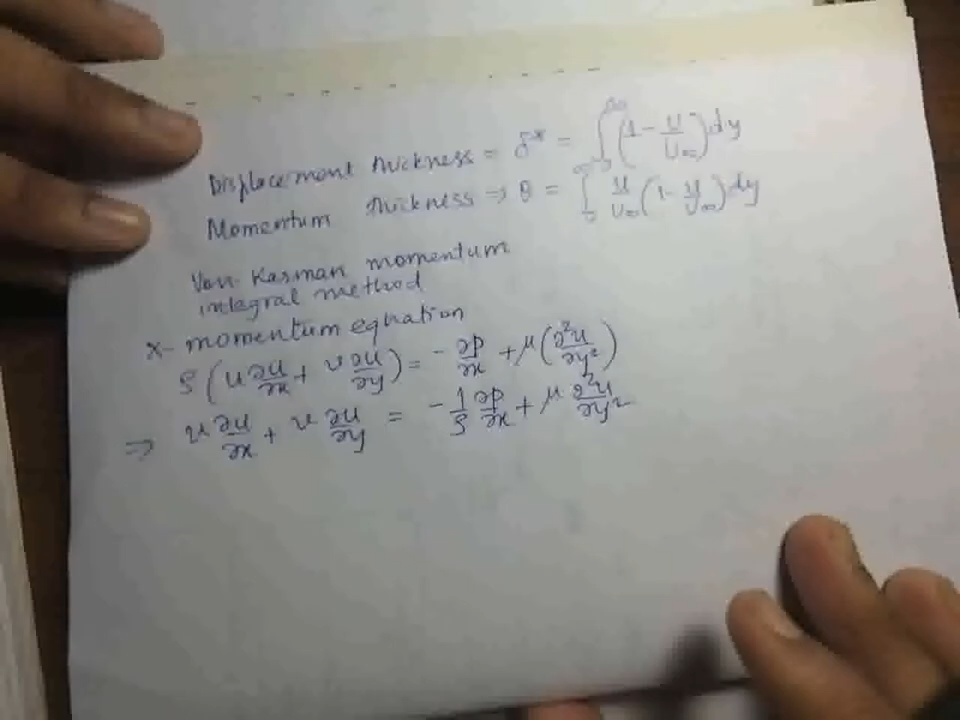 Displacement thickness = δ* = ∫₀^∞ (1 - u/U∞) dy
Momentum thickness => θ = ∫₀^∞ u/U∞ (1 - u/U∞) dy
Von-Karman momentum
integral method
x- momentum equation
ρ (u ∂u/∂x + v ∂u/∂y) = - ∂p/∂x + μ (∂²u/∂y²)
=> u ∂u/∂x + v ∂u/∂y = - 1/ρ ∂p/∂x + μ ∂²u/∂y²